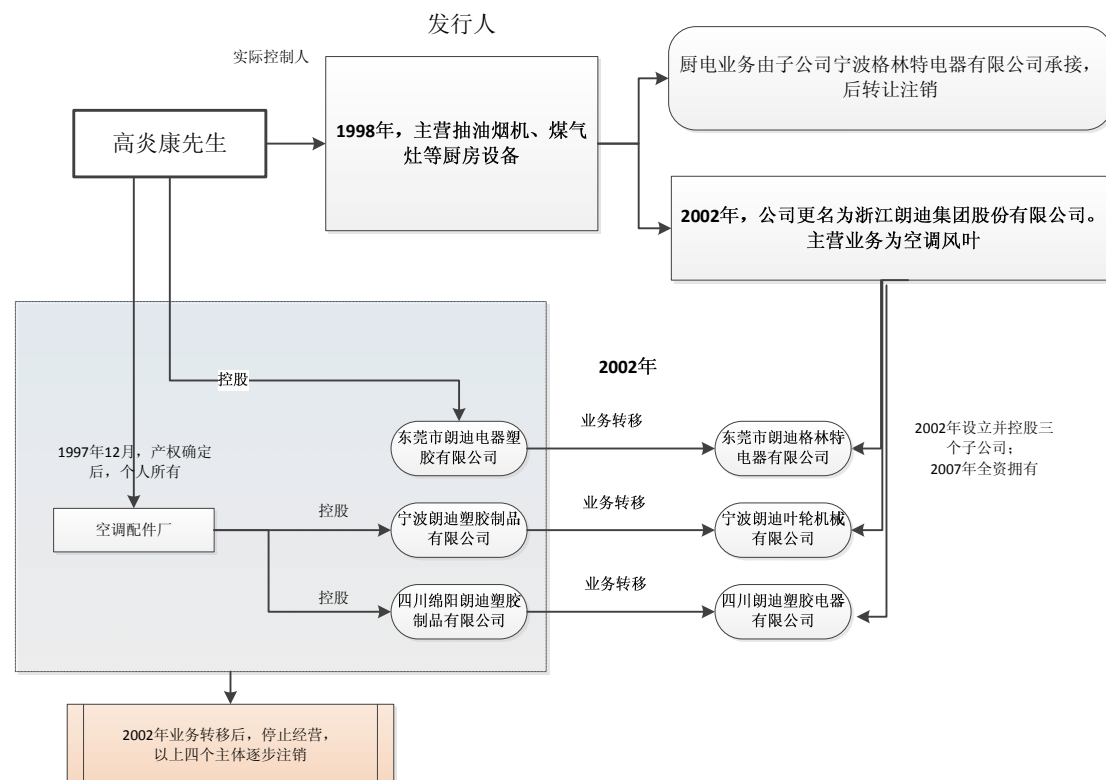 发行人
实际控制人
厨电业务由子公司宁波格林特电器有限公司承接，
后转让注销
高炎康先生
1998年，主营抽油烟机、煤气
灶等厨房设备
2002年，公司更名为浙江朗迪集团股份有限公司。
主营业务为空调风叶
控股
2002年
1997年12月，产权确定
后，个人所有
东莞市朗迪电器塑
胶有限公司
业务转移
东莞市朗迪格林特
电器有限公司
2002年设立并控股三
个子公司；
2007年全资拥有
空调配件厂
控股
宁波朗迪塑胶制品
有限公司
业务转移
宁波朗迪叶轮机械
有限公司
控股
四川绵阳朗迪塑胶
制品有限公司
业务转移
四川朗迪塑胶电器
有限公司
2002年业务转移后，停止经营，
以上四个主体逐步注销